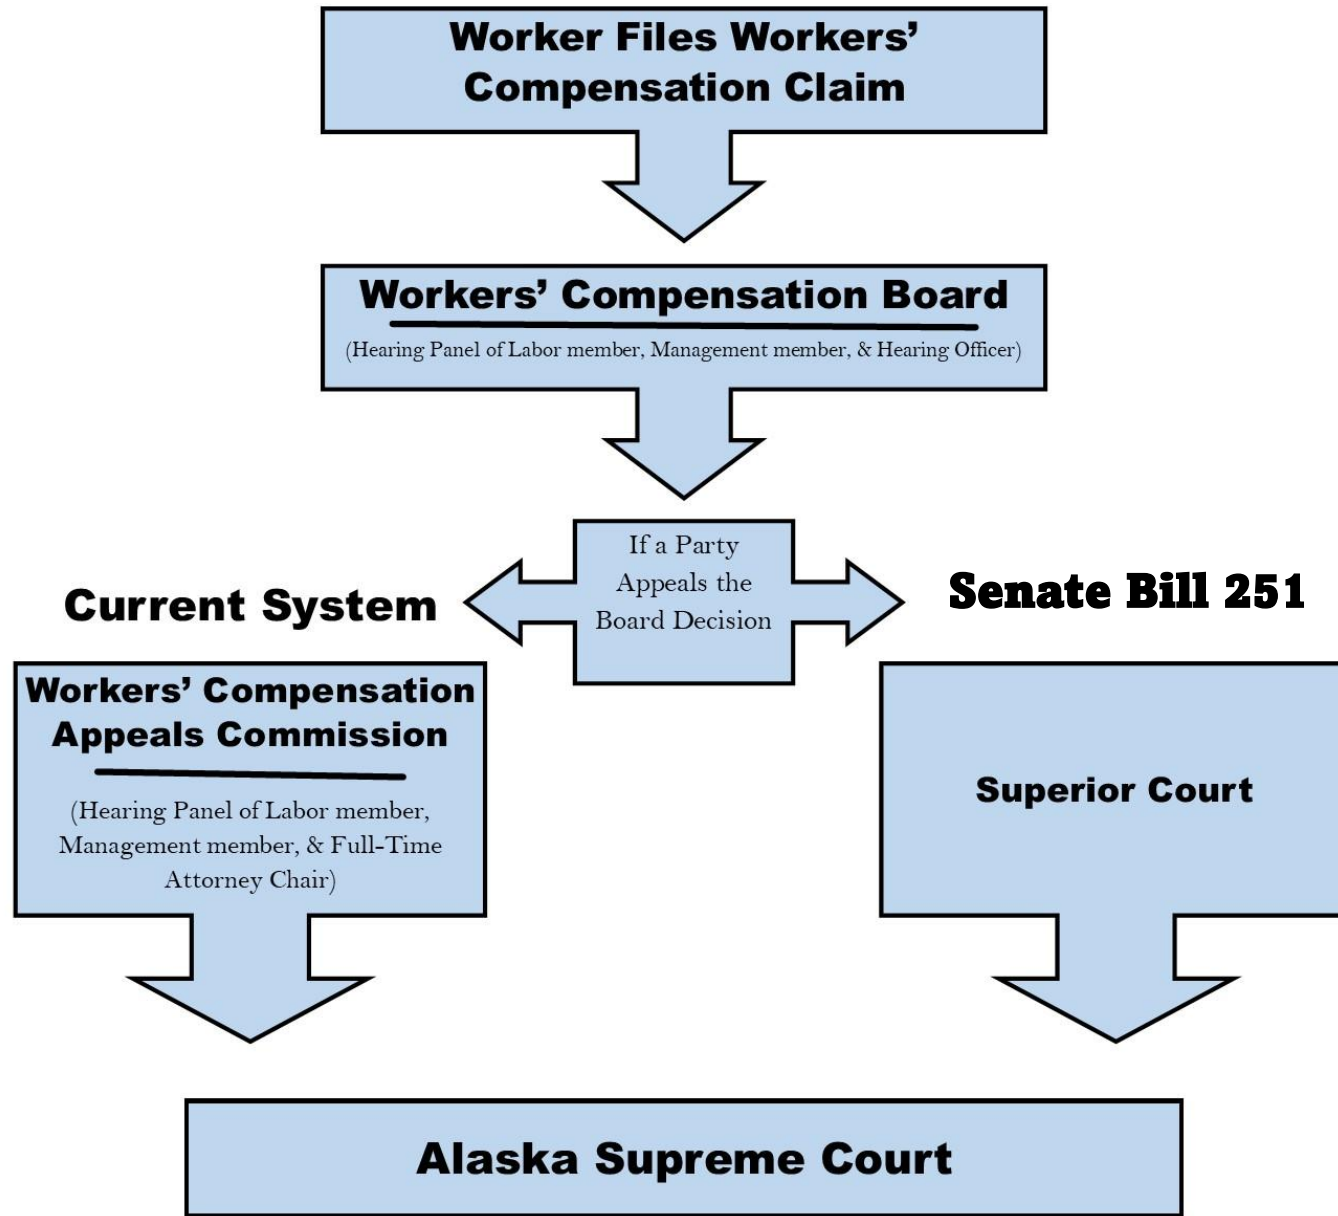 Worker Files Workers’
Compensation Claim
Workers’ Compensation Board
(Hearing Panel of Labor member, Management member, & Hearing Officer)
If a Party
Appeals the
Board Decision
Current System
Senate Bill 251
Workers’ Compensation
Appeals Commission
(Hearing Panel of Labor member,
Management member, & Full-Time
Attorney Chair)
Superior Court
Alaska Supreme Court